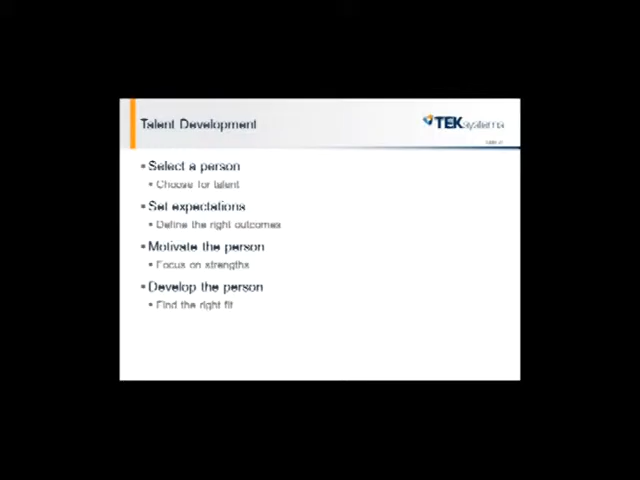 Talent Development
TEKsystems
Select a person
Choose for talent
Set expectations
Define the right outcomes
Motivate the person
Focus on strengths
Develop the person
Find the right fit